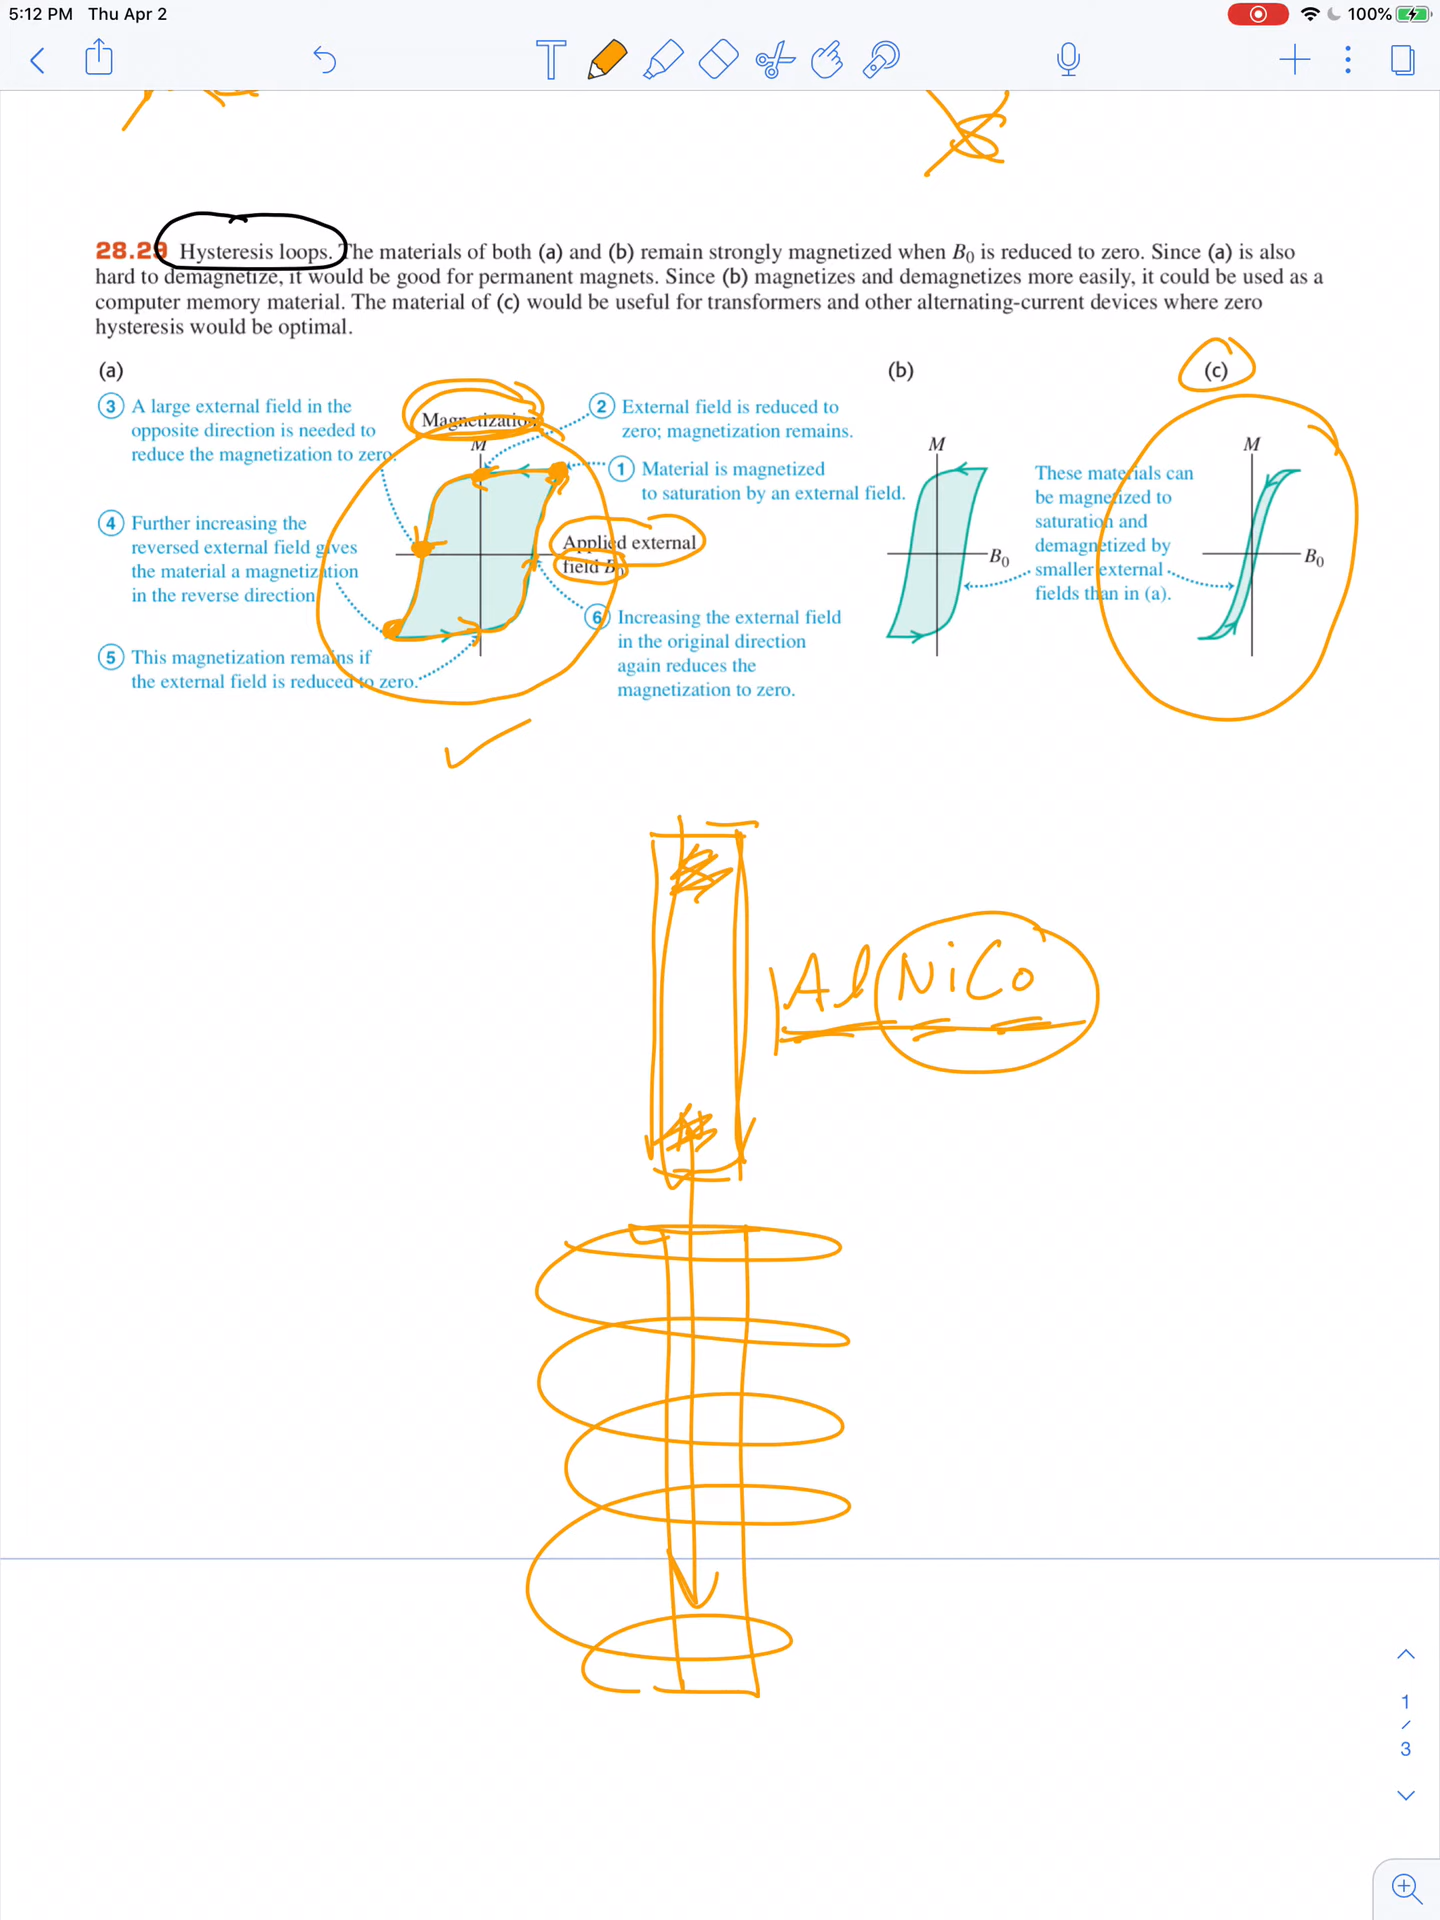 5:12 PM Thu Apr 2
100%
28.29 Hysteresis loops. The materials of both (a) and (b) remain strongly magnetized when B0 is reduced to zero. Since (a) is also
hard to demagnetize, it would be good for permanent magnets. Since (b) magnetizes and demagnetizes more easily, it could be used as a
computer memory material. The material of (c) would be useful for transformers and other alternating-current devices where zero
hysteresis would be optimal.
(a)
3 A large external field in the
opposite direction is needed to
reduce the magnetization to zero.
4 Further increasing the
reversed external field gives
the material a magnetization
in the reverse direction
5 This magnetization remains if
the external field is reduced to zero.
Magnetization
M
2 External field is reduced to
zero; magnetization remains.
1 Material is magnetized
to saturation by an external field.
Applied external
field B0
6 Increasing the external field
in the original direction
again reduces the
magnetization to zero.
(b)
M
B0
These materials can
be magnetized to
saturation and
demagnetized by
smaller external
fields than in (a).
(c)
M
B0
AlNiCo
1
/
3